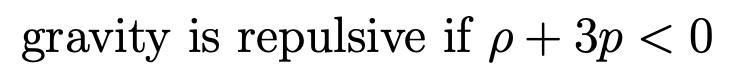 gravity is repulsive if ρ + 3p < 0